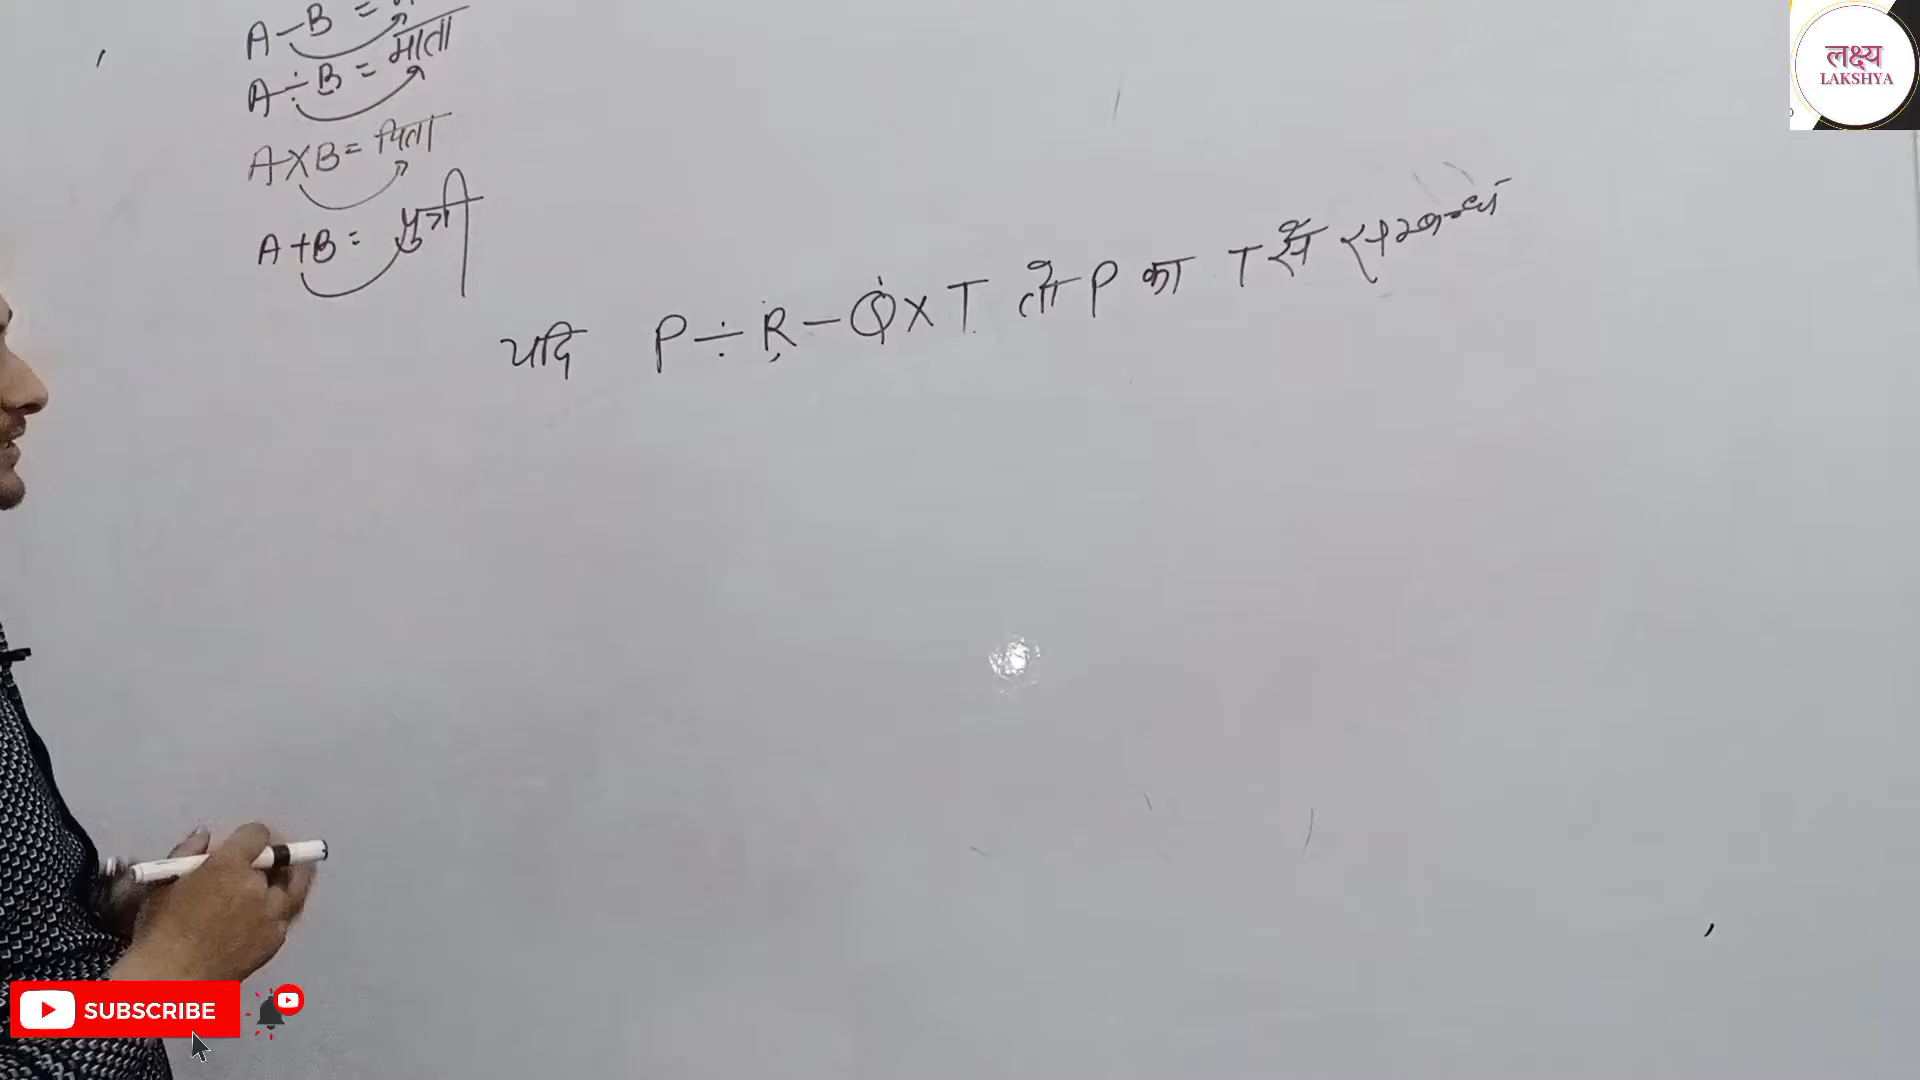 A-B =
A÷B = माता
A×B = पिता
A+B = पुत्री
यदि P÷R-Q×T तो P का T से सम्बन्ध
लक्ष्य
LAKSHYA
SUBSCRIBE